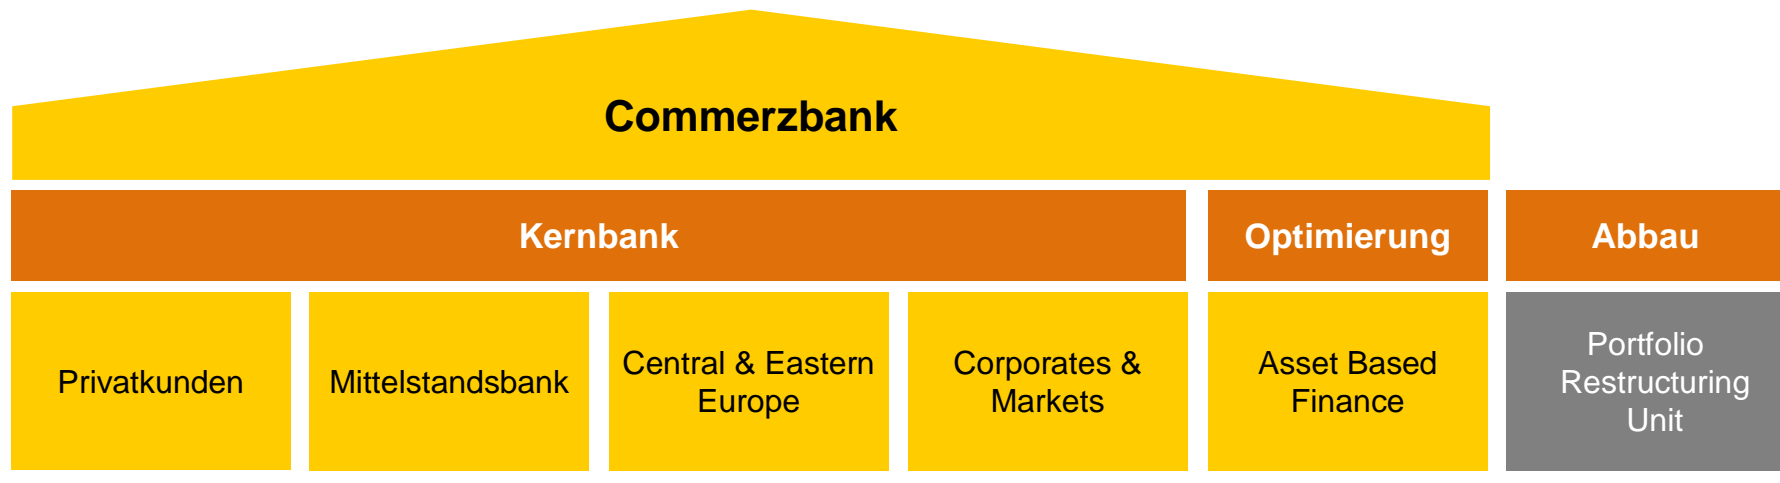 Commerzbank
Kernbank
Optimierung
Abbau
Privatkunden
Mittelstandsbank
Central & Eastern
Europe
Corporates &
Markets
Asset Based
Finance
Portfolio
Restructuring
Unit